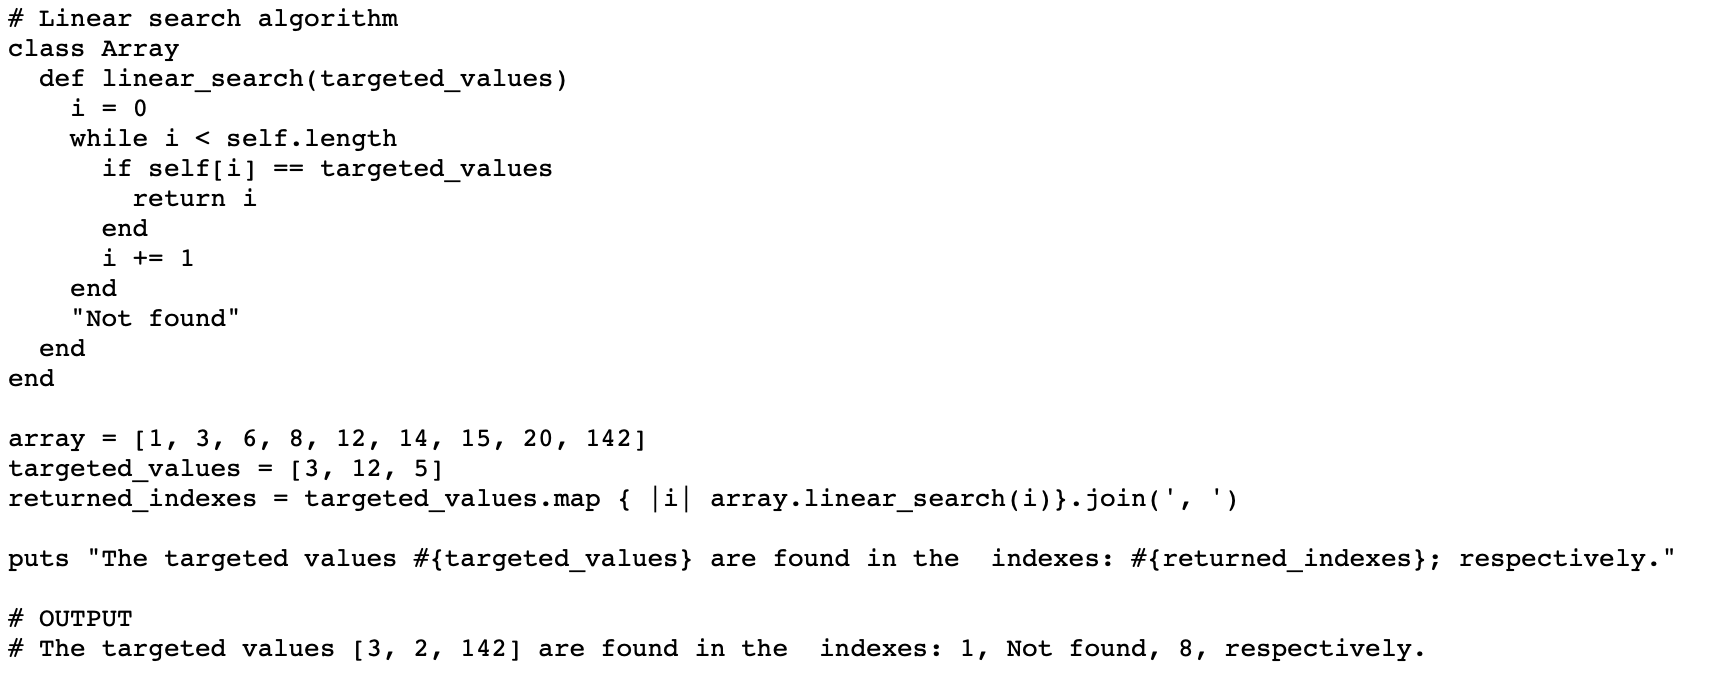 # Linear search algorithm
class Array
  def linear_search(targeted_values)
    i = 0
    while i < self.length
      if self[i] == targeted_values
        return i
      end
      i += 1
    end
    "Not found"
  end
end

array = [1, 3, 6, 8, 12, 14, 15, 20, 142]
targeted_values = [3, 12, 5]
returned_indexes = targeted_values.map { |i| array.linear_search(i)}.join(', ')

puts "The targeted values #{targeted_values} are found in the  indexes: #{returned_indexes}; respectively."

# OUTPUT
# The targeted values [3, 2, 142] are found in the  indexes: 1, Not found, 8, respectively.